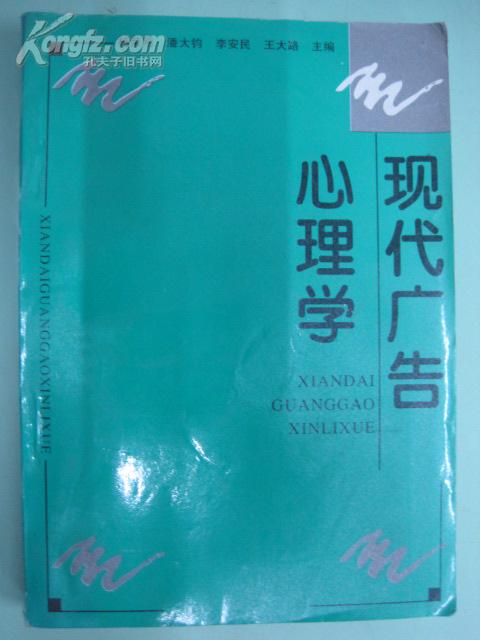 Kongfz.com
孔夫子旧书网
潘大钧 李安民 王大路 主编
现代广告
心理学
XIANDAI
GUANGGAO
XINLIXUE
XIANDAIGUANGGAOXINLIXUE